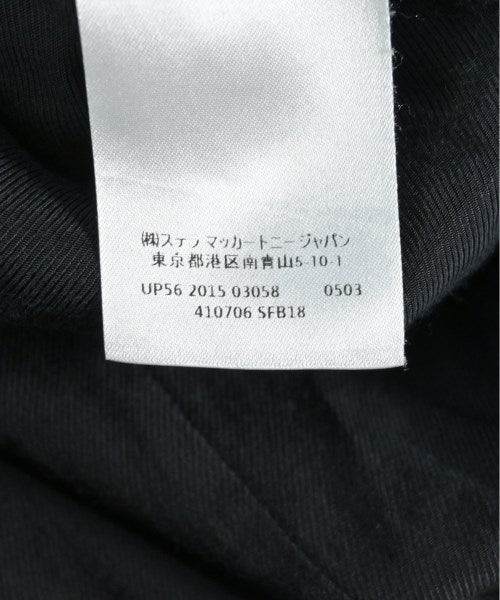 ㈱ステラマッカートニージャパン
東京都港区南青山5-10-1
UP56 2015 03058 0503
410706 SFB18